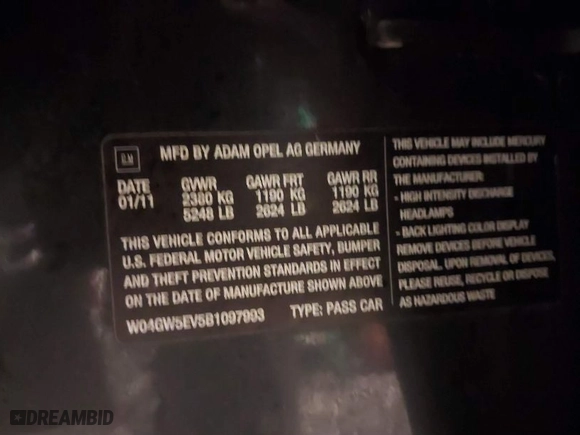 GM
MFD BY ADAM OPEL AG GERMANY
DATE GVWR GAWR FRT GAWR RR
01/11 2380 KG 1190 KG 1190 KG
5248 LB 2624 LB 2624 LB
THIS VEHICLE CONFORMS TO ALL APPLICABLE
U.S. FEDERAL MOTOR VEHICLE SAFETY, BUMPER
AND THEFT PREVENTION STANDARDS IN EFFECT
ON THE DATE OF MANUFACTURE SHOWN ABOVE
W04GW5EV5B1097993 TYPE: PASS CAR
THIS VEHICLE MAY INCLUDE MERCURY
CONTAINING DEVICES INSTALLED BY
THE MANUFACTURER:
- HIGH INTENSITY DISCHARGE
HEADLAMPS
- BACK LIGHTING COLOR DISPLAY
REMOVE DEVICES BEFORE VEHICLE
DISPOSAL. UPON REMOVAL OF DEVICES,
PLEASE REUSE, RECYCLE OR DISPOSE
AS HAZARDOUS WASTE
DREAMBID